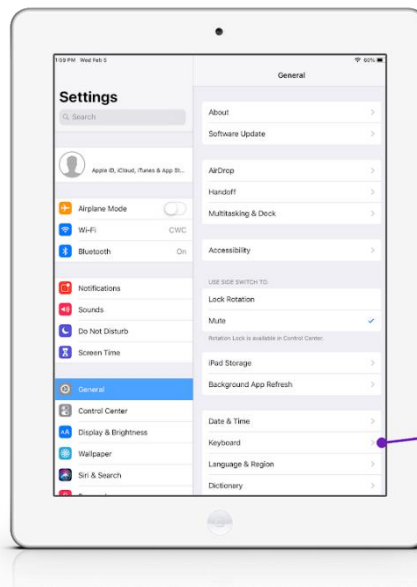 1:59 PM Wed Feb 5
60%
Settings
Search
Apple ID, iCloud, iTunes & App St...
Airplane Mode
Wi-Fi CWC
Bluetooth On
Notifications
Sounds
Do Not Disturb
Screen Time
General
Control Center
Display & Brightness
AA
Wallpaper
Siri & Search
General
About
Software Update
AirDrop
Handoff
Multitasking & Dock
Accessibility
USE SIDE SWITCH TO:
Lock Rotation
Mute
Rotation Lock is available in Control Center.
iPad Storage
Background App Refresh
Date & Time
Keyboard
Language & Region
Dictionary